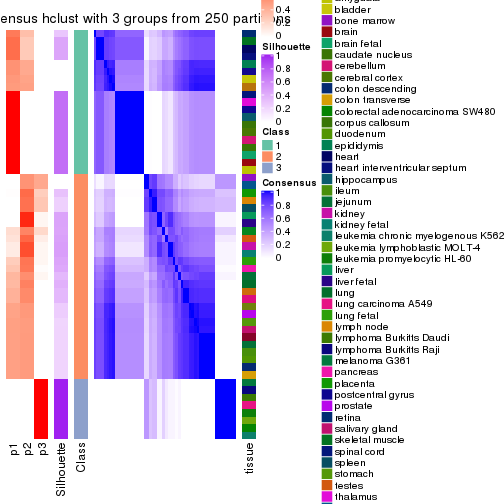 ensus hclust with 3 groups from 250 partitions
0.4
0.2
0
Silhouette
1
0.8
0.6
0.4
0.2
0
Class
1
2
3
Consensus
1
0.8
0.6
0.4
0.2
0
p1
p2
p3
Silhouette
Class
tissue
bladder
bone marrow
brain
brain fetal
caudate nucleus
cerebellum
cerebral cortex
colon descending
colon transverse
colorectal adenocarcinoma SW480
corpus callosum
duodenum
epididymis
heart
heart interventricular septum
hippocampus
ileum
jejunum
kidney
kidney fetal
leukemia chronic myelogenous K562
leukemia lymphoblastic MOLT-4
leukemia promyelocytic HL-60
liver
liver fetal
lung
lung carcinoma A549
lung fetal
lymph node
lymphoma Burkitts Daudi
lymphoma Burkitts Raji
melanoma G361
pancreas
placenta
postcentral gyrus
prostate
retina
salivary gland
skeletal muscle
spinal cord
spleen
stomach
testes
thalamus